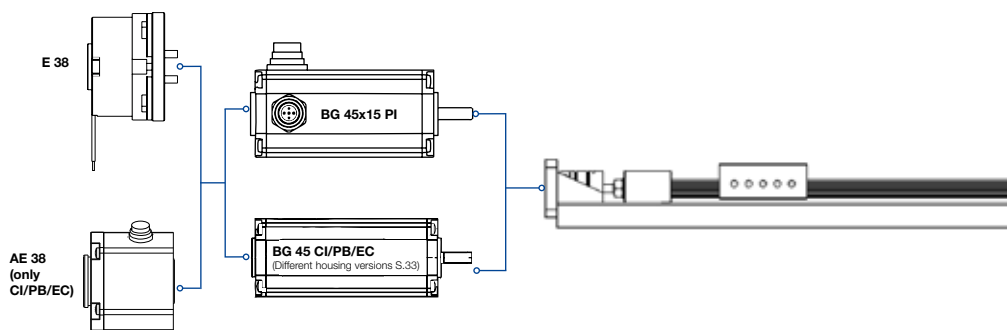 E 38
BG 45x15 PI
BG 45 CI/PB/EC
(Different housing versions S.33)
AE 38
(only
CI/PB/EC)